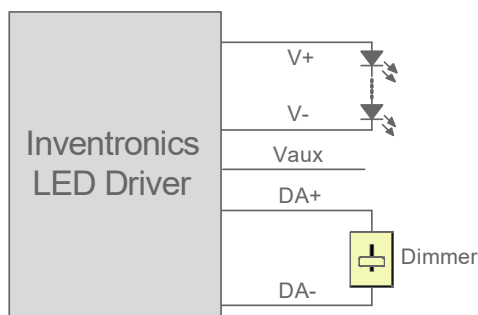 Inventronics
LED Driver
V+
V-
Vaux
DA+
Dimmer
DA-